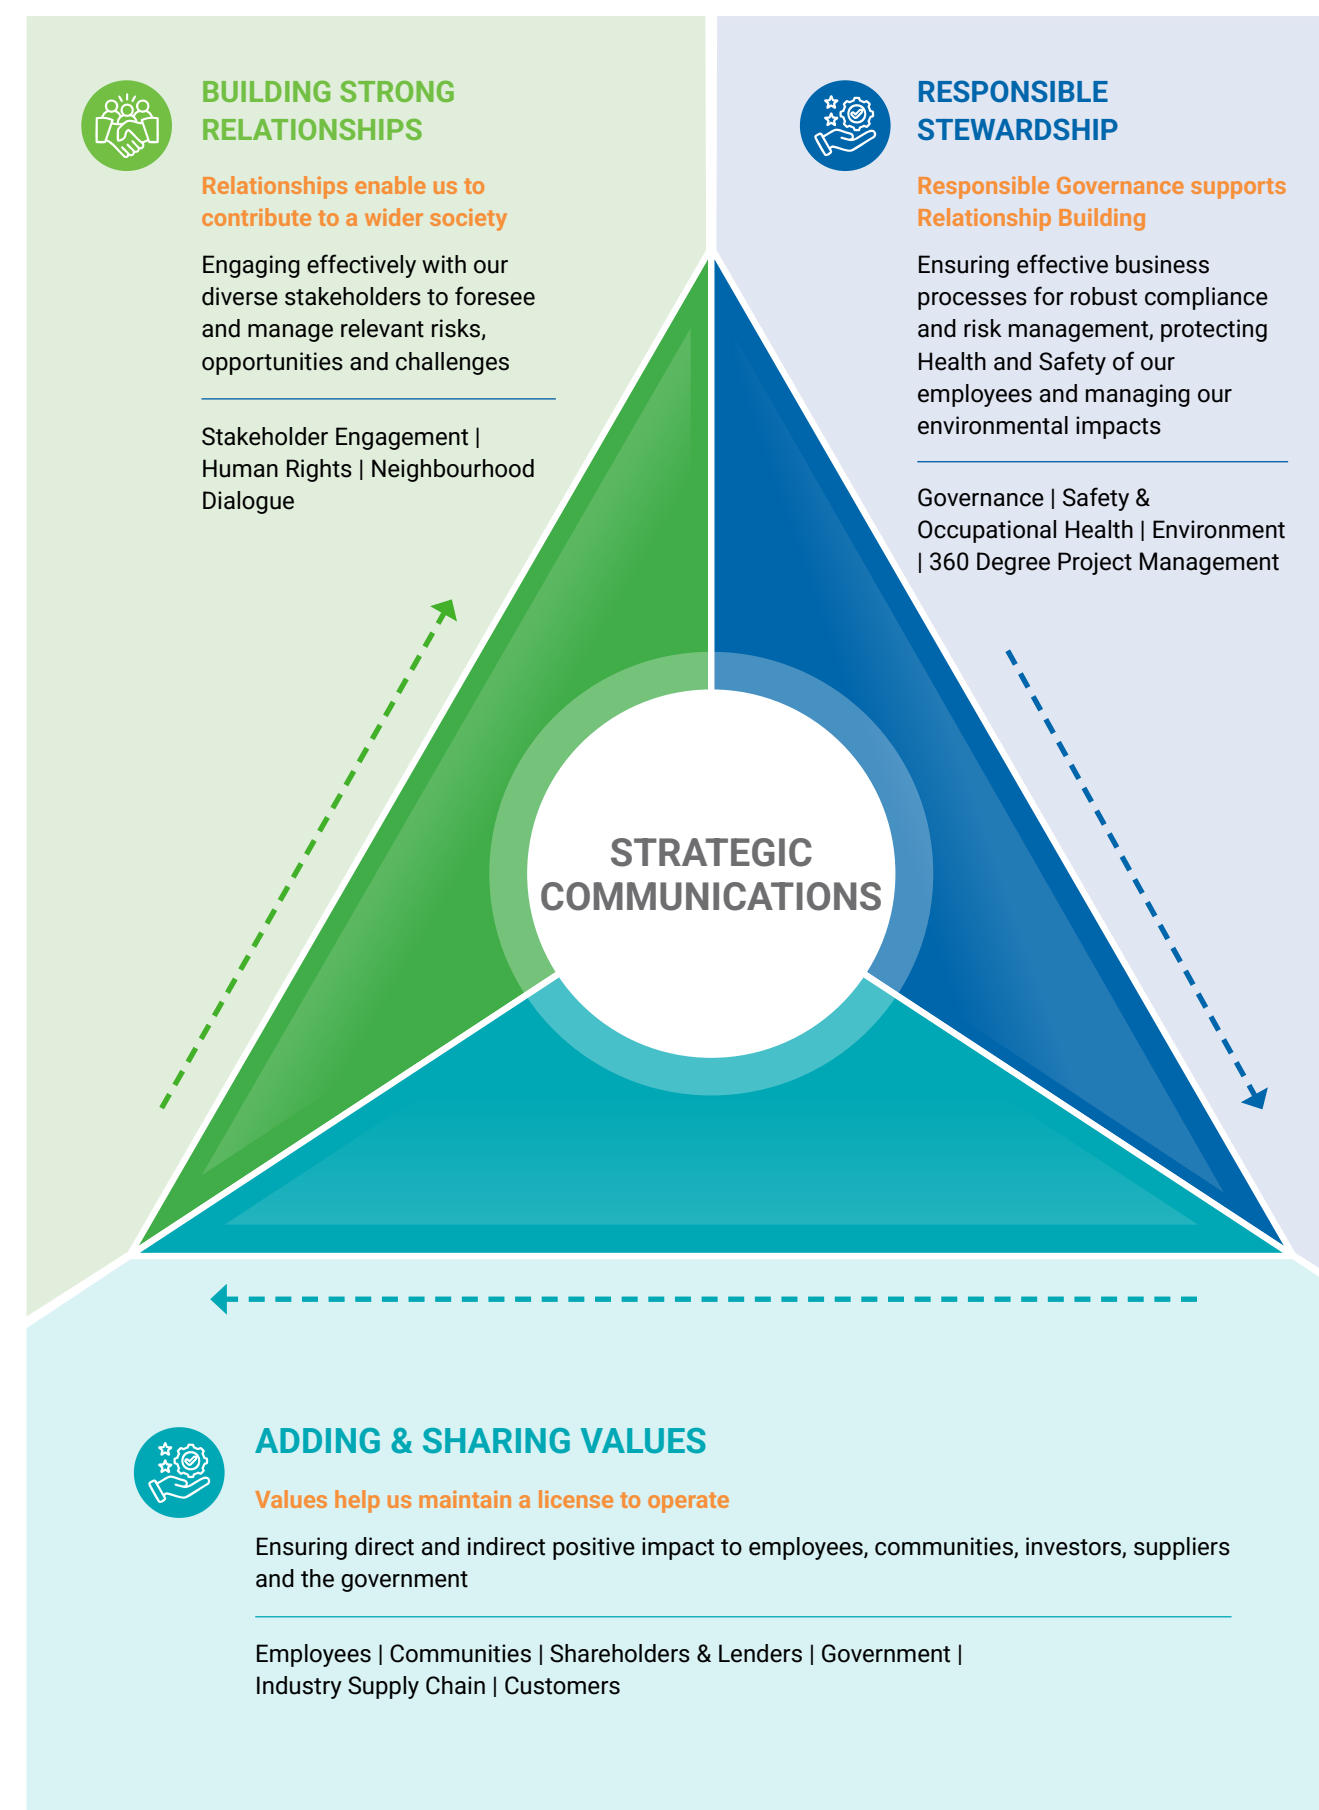 BUILDING STRONG
RELATIONSHIPS
Relationships enable us to
contribute to a wider society
Engaging effectively with our
diverse stakeholders to foresee
and manage relevant risks,
opportunities and challenges
Stakeholder Engagement |
Human Rights | Neighbourhood
Dialogue
RESPONSIBLE
STEWARDSHIP
Responsible Governance supports
Relationship Building
Ensuring effective business
processes for robust compliance
and risk management, protecting
Health and Safety of our
employees and managing our
environmental impacts
Governance | Safety &
Occupational Health | Environment
| 360 Degree Project Management
STRATEGIC
COMMUNICATIONS
ADDING & SHARING VALUES
Values help us maintain a license to operate
Ensuring direct and indirect positive impact to employees, communities, investors, suppliers
and the government
Employees | Communities | Shareholders & Lenders | Government |
Industry Supply Chain | Customers